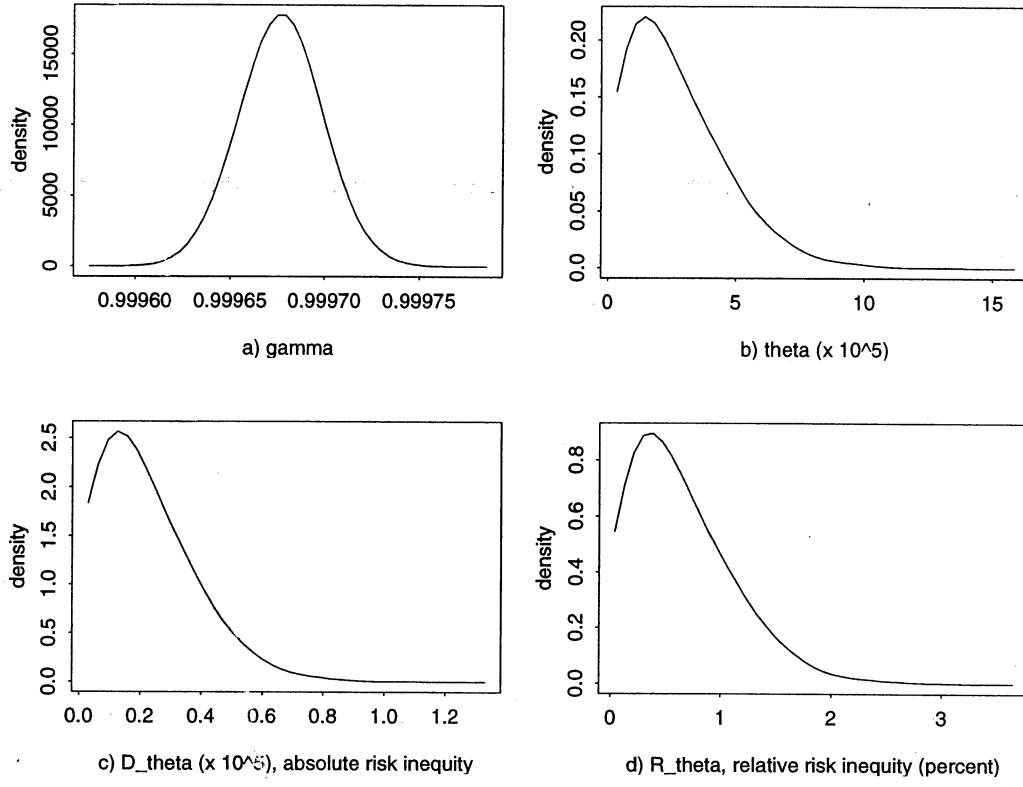 density
15000
10000
5000
0
0.99960 0.99965 0.99970 0.99975
a) gamma
density
0.20
0.15
0.10
0.05
0.0
0 5 10 15
b) theta (x 10^5)
density
2.5
2.0
1.5
1.0
0.5
0.0
0.0 0.2 0.4 0.6 0.8 1.0 1.2
c) D_theta (x 10^5), absolute risk inequity
density
0.8
0.6
0.4
0.2
0.0
0 1 2 3
d) R_theta, relative risk inequity (percent)